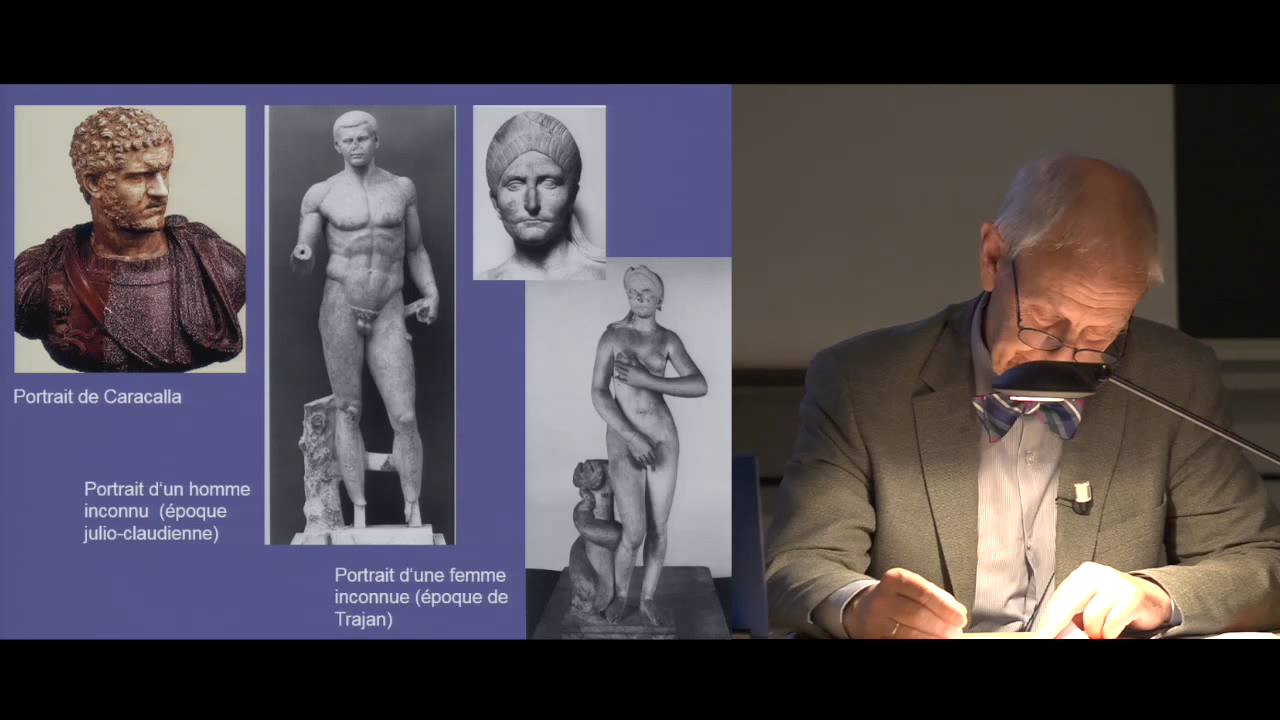 Portrait de Caracalla
Portrait d‘un homme
inconnu (époque
julio-claudienne)
Portrait d‘une femme
inconnue (époque de
Trajan)